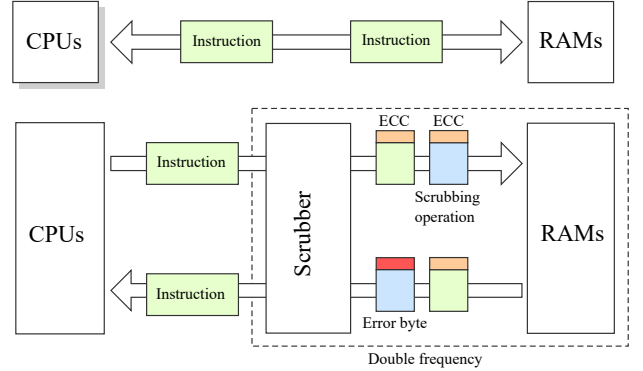 CPUs
Instruction
Instruction
RAMs
ECC
ECC
Instruction
Scrubbing
operation
CPUs
Scrubber
RAMs
Instruction
Error byte
Double frequency